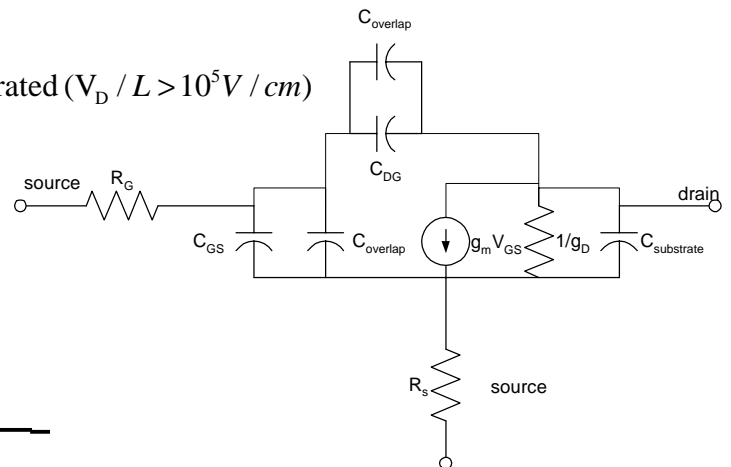 C_overlap
rated (V_D / L > 10^5 V / cm)
C_DG
source R_G drain
C_GS C_overlap g_m V_GS 1/g_D C_substrate
R_s source